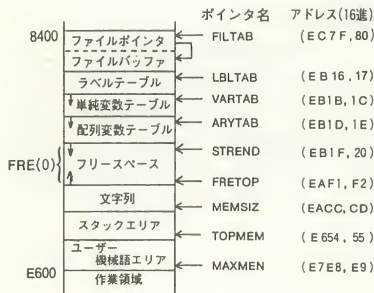 ポインタ名 アドレス(16進)
8400 ファイルポインタ FILTAB (EC7F,80)
ファイルバッファ
ラベルテーブル LBLTAB (EB16,17)
単純変数テーブル VARTAB (EB1B,1C)
配列変数テーブル ARYTAB (EB1D,1E)
STREND (EB1F,20)
FRE(0) フリースペース
FRETOP (EAF1,F2)
文字列
MEMSIZ (EACC,CD)
スタックエリア
TOPMEM (E654,55)
ユーザー
機械語エリア
E600 MAXMEN (E7E8,E9)
作業領域